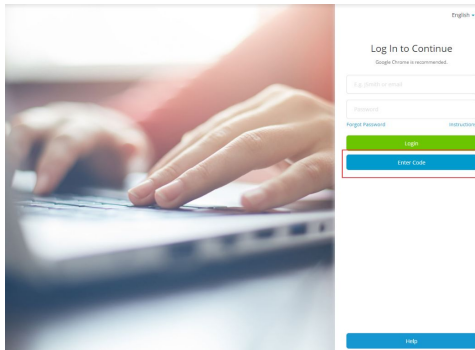 English
Log In to Continue
Google Chrome is recommended.
e.g. jsmith or email
Password
Forgot Password Instructions
Login
Enter Code
Help